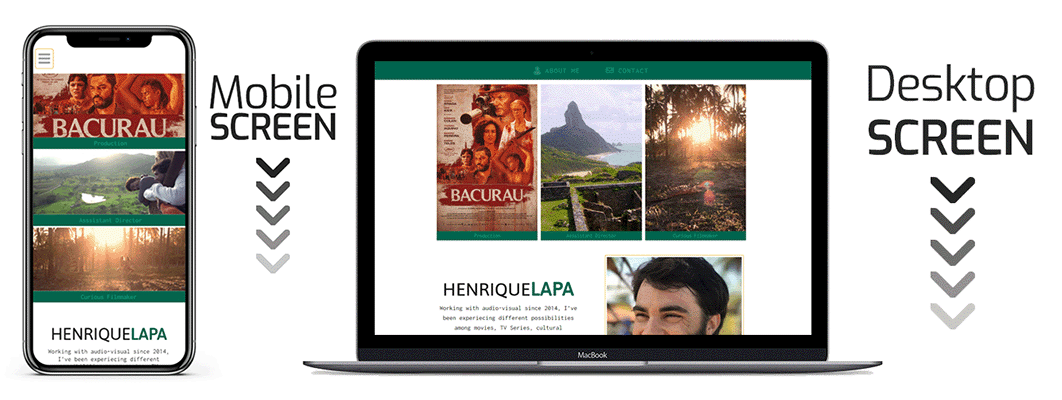 BACURAU
Production
Assistant Director
Curious Filmmaker
HENRIQUELAPA
Working with audio-visual since 2014,
I've been experiecing different
Mobile
SCREEN
ABOUT ME
CONTACT
BACURAU
Production
Assistant Director
Curious Filmmaker
HENRIQUELAPA
Working with audio-visual since 2014, I've
been experiecing different possibilities
among movies, TV Series, cultural
MacBook
Desktop
SCREEN